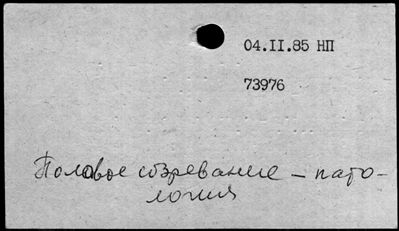 04.II.85 НП
73976
Половое созревание – пато-
логия